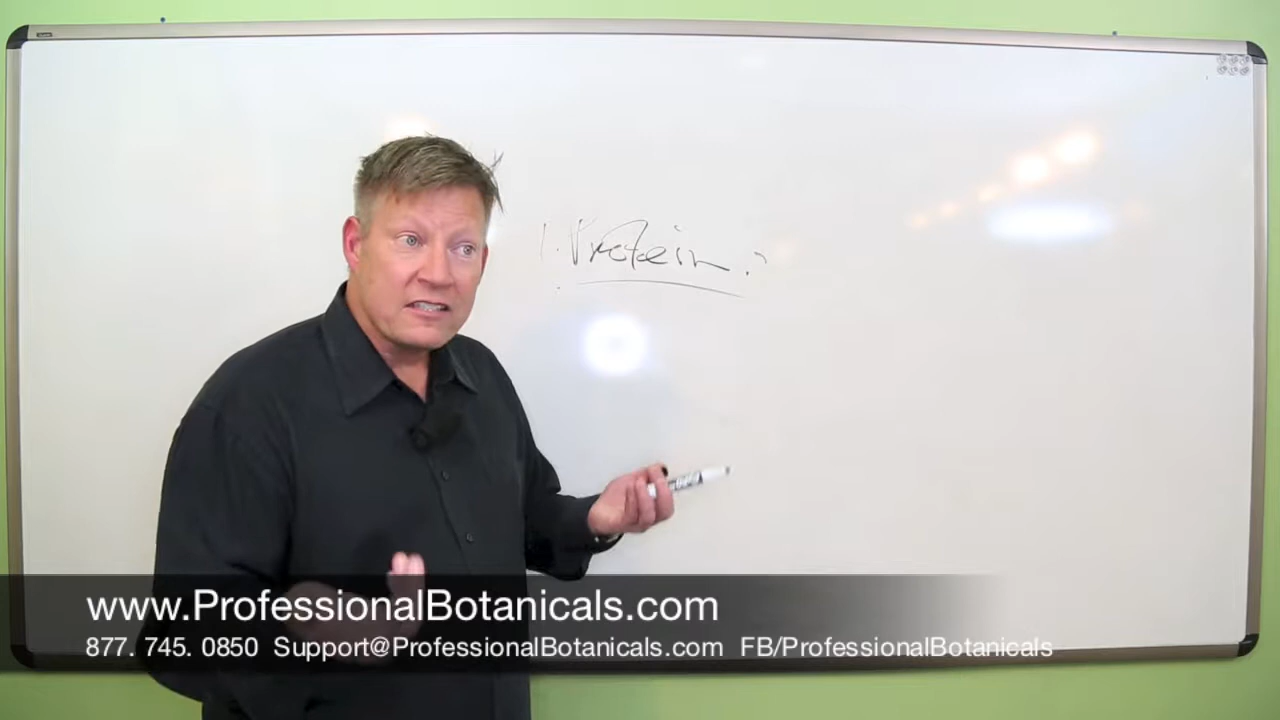 1. Protein.?
www.ProfessionalBotanicals.com
877. 745. 0850 Support@ProfessionalBotanicals.com FB/ProfessionalBotanicals